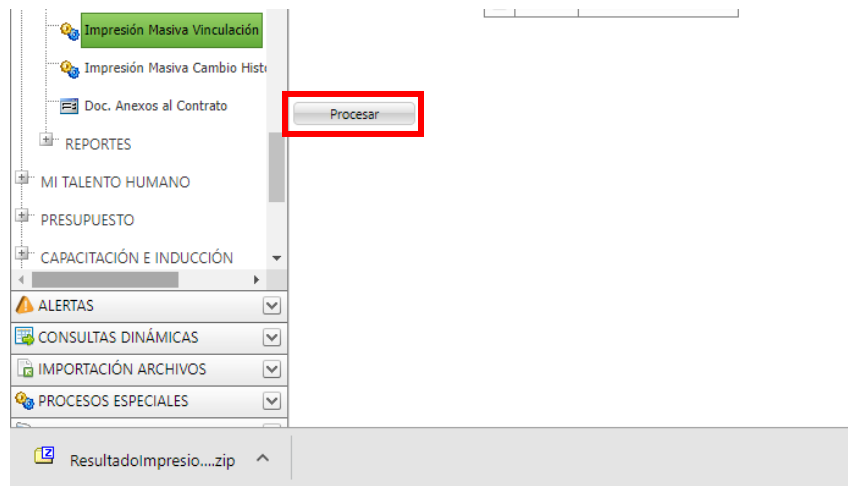 Impresión Masiva Vinculación
Impresión Masiva Cambio Histo
Doc. Anexos al Contrato
Procesar
REPORTES
MI TALENTO HUMANO
PRESUPUESTO
CAPACITACIÓN E INDUCCIÓN
ALERTAS
CONSULTAS DINÁMICAS
IMPORTACIÓN ARCHIVOS
PROCESOS ESPECIALES
ResultadoImpresio....zip